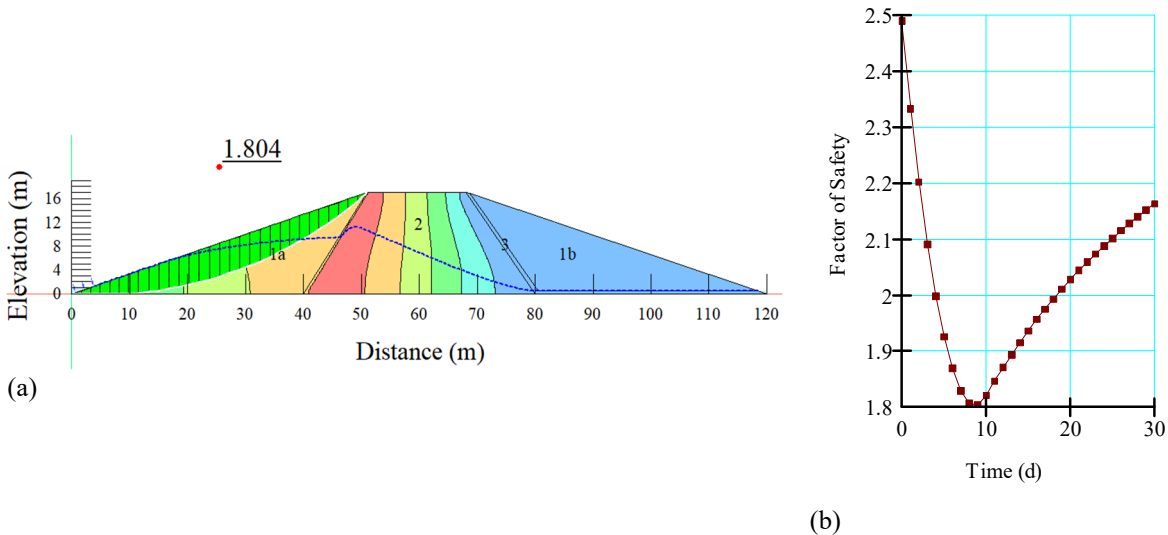 1.804
Elevation (m)
16
12
8
4
0
1a
2
3
1b
0 10 20 30 40 50 60 70 80 90 100 110 120
Distance (m)
(a)
Factor of Safety
2.5
2.4
2.3
2.2
2.1
2
1.9
1.8
0 10 20 30
Time (d)
(b)